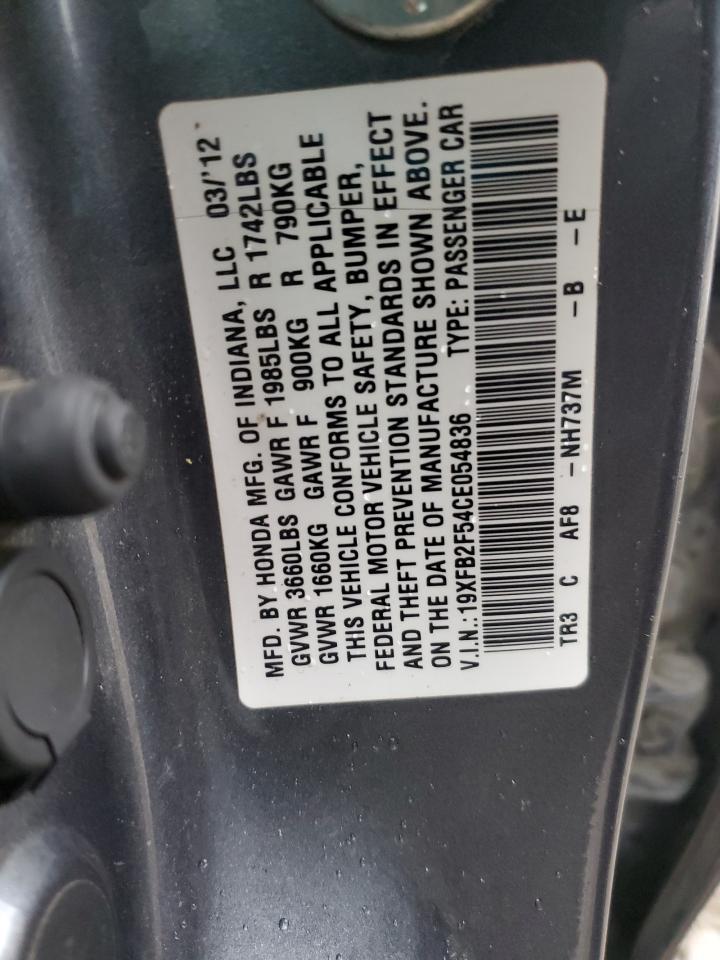 MFD. BY HONDA MFG. OF INDIANA, LLC 03/'12
GVWR 3660LBS GAWR F 1985LBS R 1742LBS
GVWR 1660KG GAWR F 900KG R 790KG
THIS VEHICLE CONFORMS TO ALL APPLICABLE
FEDERAL MOTOR VEHICLE SAFETY, BUMPER,
AND THEFT PREVENTION STANDARDS IN EFFECT
ON THE DATE OF MANUFACTURE SHOWN ABOVE.
V.I.N.:19XFB2F54CE054836 TYPE: PASSENGER CAR
TR3 C AF8 -NH737M -B -E